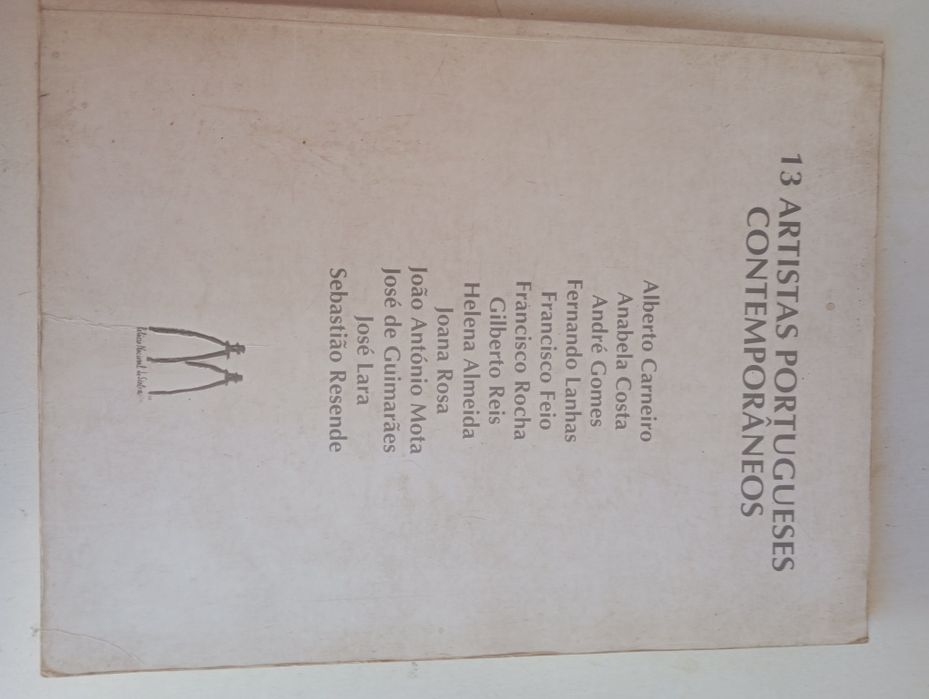 13 ARTISTAS PORTUGUESES
CONTEMPORÂNEOS
Alberto Carneiro
Anabela Costa
André Gomes
Fernando Lanhas
Francisco Feio
Francisco Rocha
Gilberto Reis
Helena Almeida
Joana Rosa
João António Mota
José de Guimarães
José Lara
Sebastião Resende